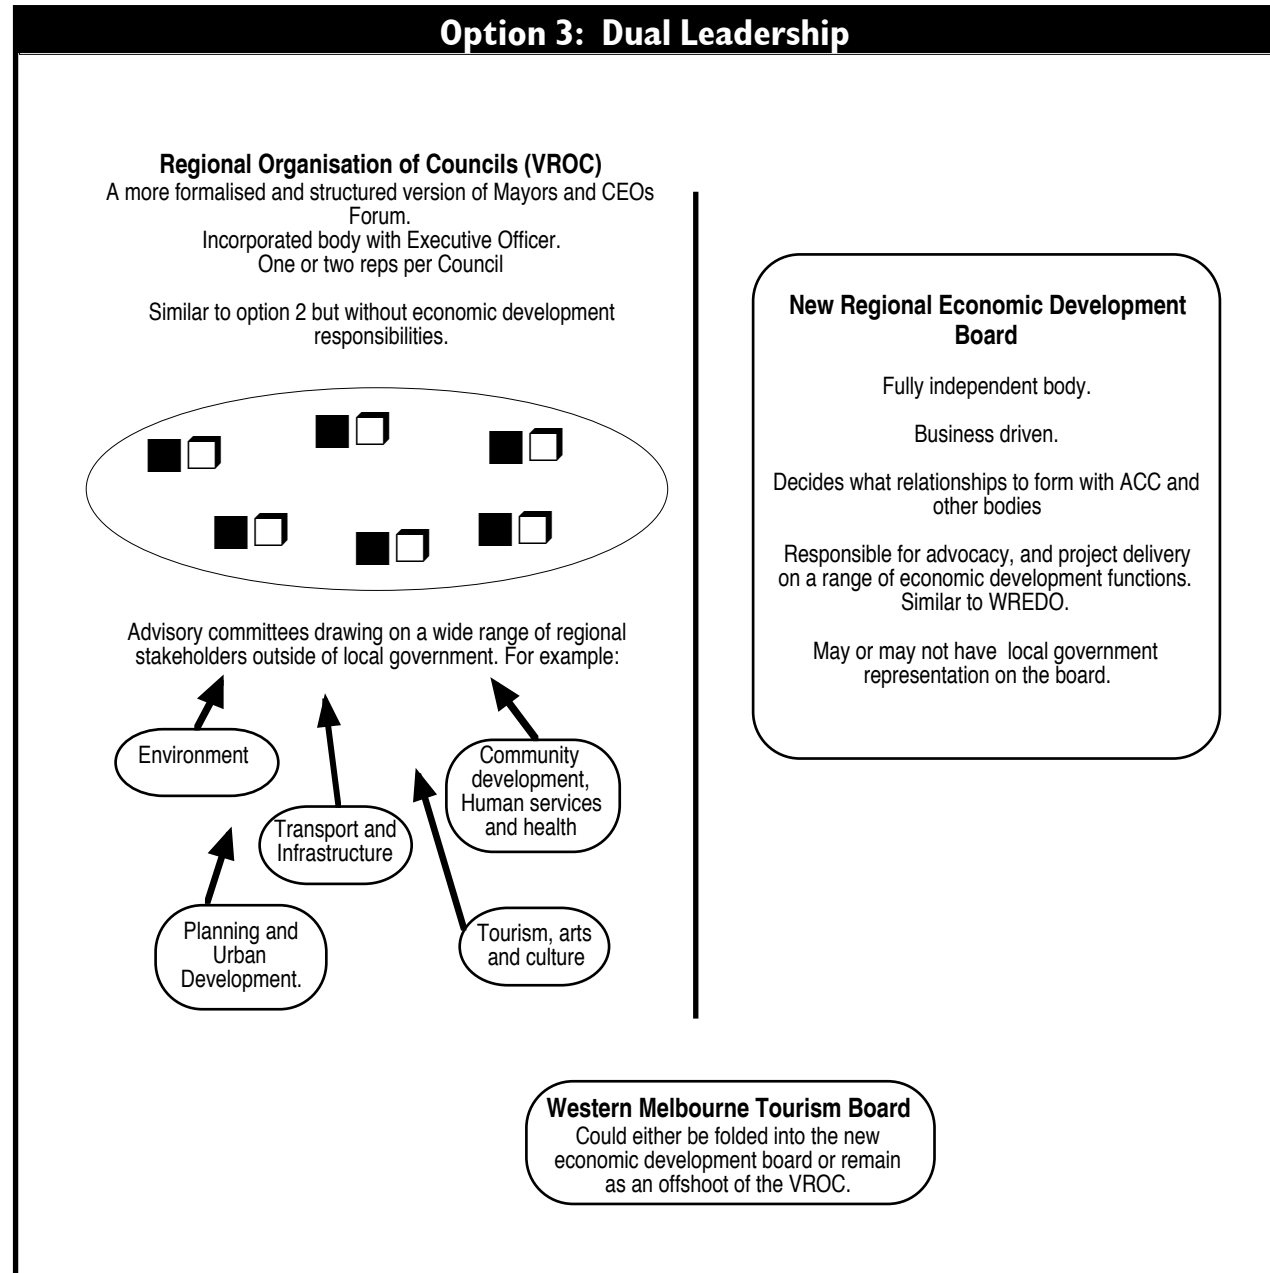 Option 3: Dual Leadership
Regional Organisation of Councils (VROC)
A more formalised and structured version of Mayors and CEOs
Forum.
Incorporated body with Executive Officer.
One or two reps per Council
Similar to option 2 but without economic development
responsibilities.
Advisory committees drawing on a wide range of regional
stakeholders outside of local government. For example:
Environment
Transport and
Infrastructure
Community
development,
Human services
and health
Planning and
Urban
Development.
Tourism, arts
and culture
New Regional Economic Development
Board
Fully independent body.
Business driven.
Decides what relationships to form with ACC and
other bodies
Responsible for advocacy, and project delivery
on a range of economic development functions.
Similar to WREDO.
May or may not have local government
representation on the board.
Western Melbourne Tourism Board
Could either be folded into the new
economic development board or remain
as an offshoot of the VROC.